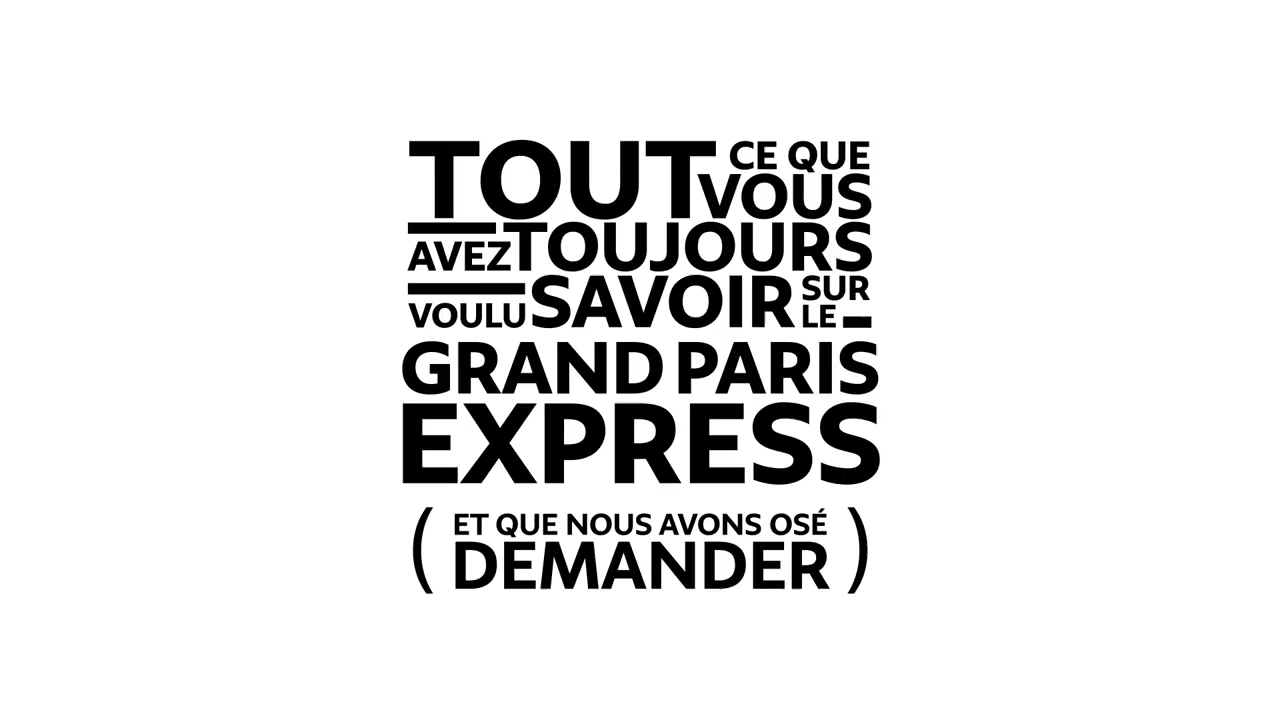 TOUT CE QUE
VOUS
AVEZ TOUJOURS
VOULU SAVOIR SUR
LE
GRAND PARIS
EXPRESS
( ET QUE NOUS AVONS OSÉ
DEMANDER )